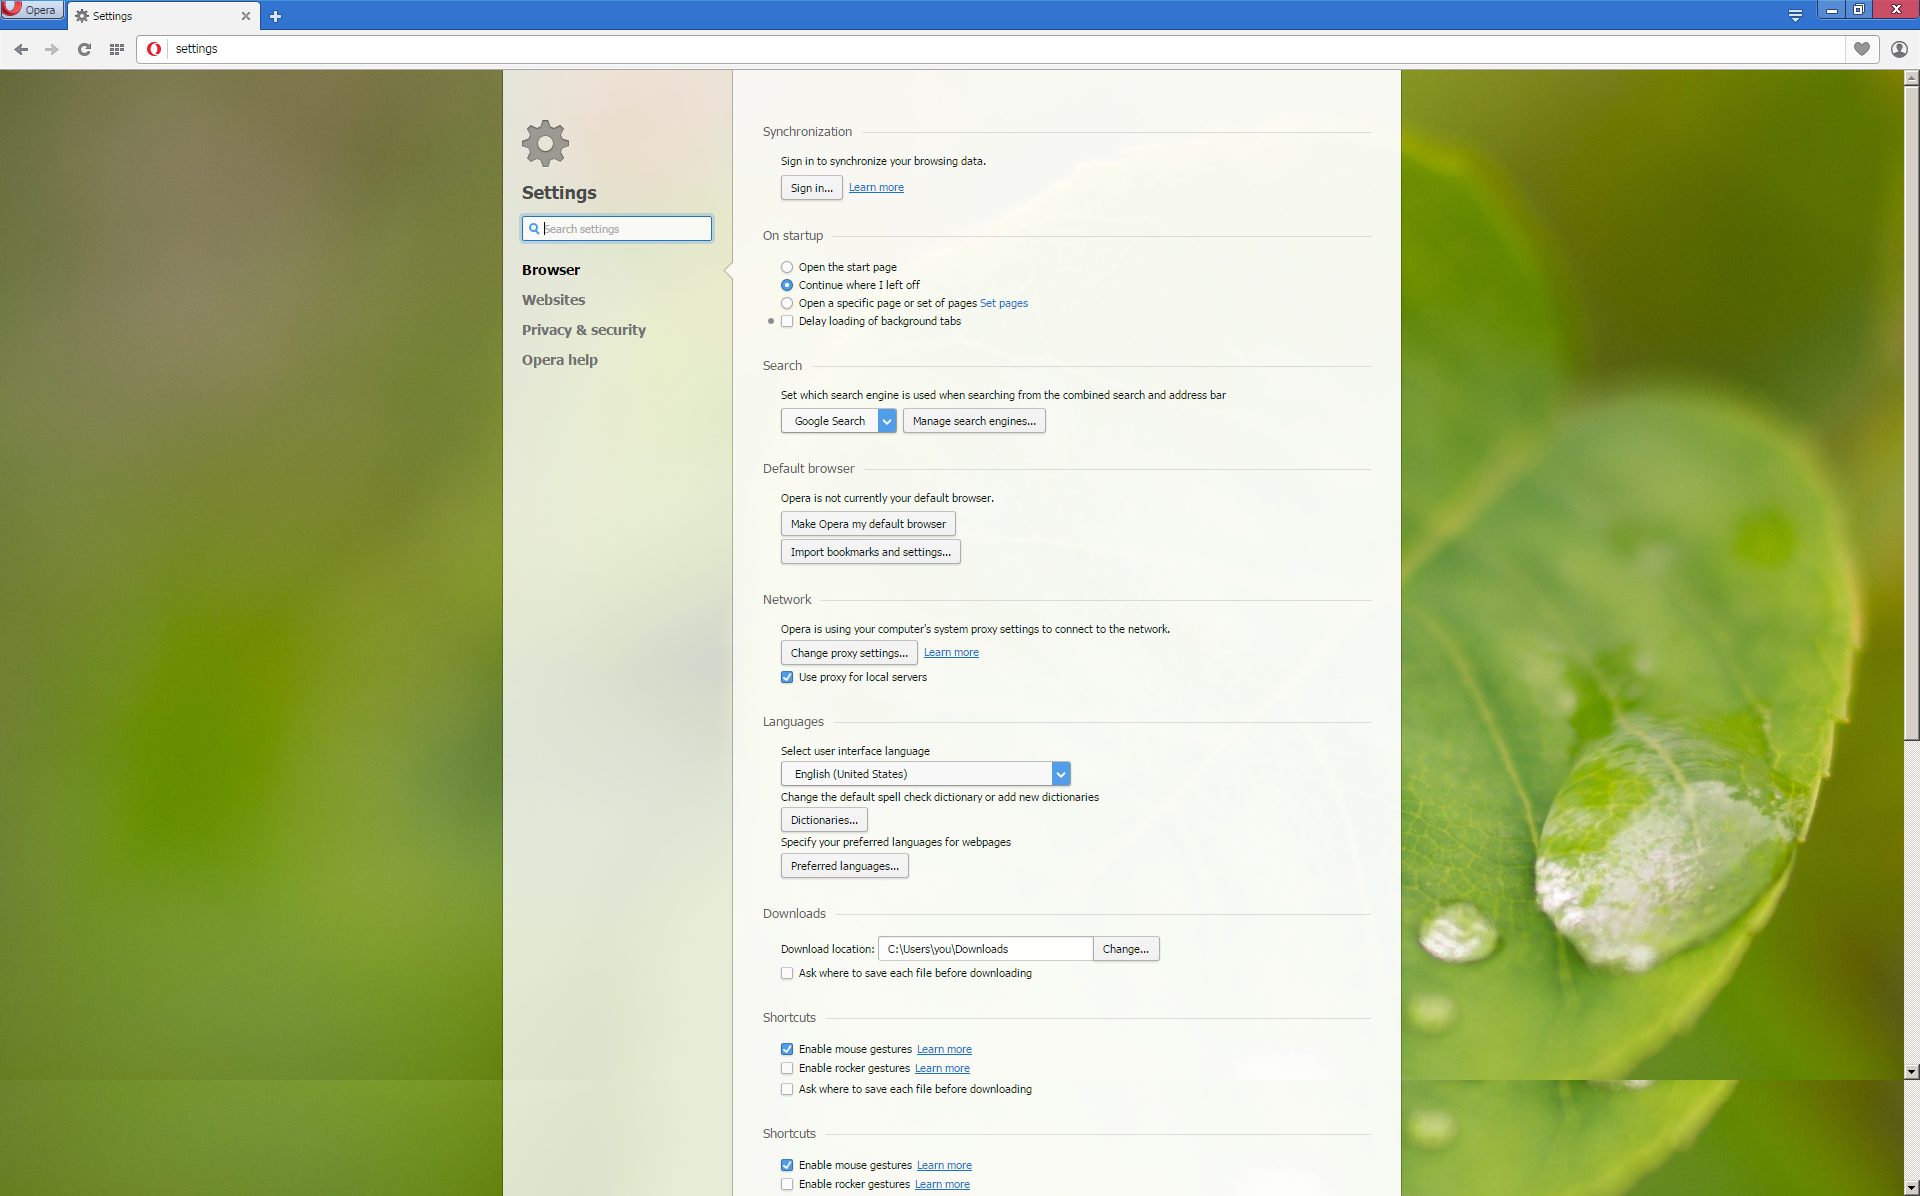 Opera
Settings
settings
Settings
Search settings
Browser
Websites
Privacy & security
Opera help
Synchronization
Sign in to synchronize your browsing data.
Sign in... Learn more
On startup
Open the start page
Continue where I left off
Open a specific page or set of pages Set pages
Delay loading of background tabs
Search
Set which search engine is used when searching from the combined search and address bar
Google Search Manage search engines...
Default browser
Opera is not currently your default browser.
Make Opera my default browser
Import bookmarks and settings...
Network
Opera is using your computer's system proxy settings to connect to the network.
Change proxy settings... Learn more
Use proxy for local servers
Languages
Select user interface language
English (United States)
Change the default spell check dictionary or add new dictionaries
Dictionaries...
Specify your preferred languages for webpages
Preferred languages...
Downloads
Download location: C:\Users\you\Downloads Change...
Ask where to save each file before downloading
Shortcuts
Enable mouse gestures Learn more
Enable rocker gestures Learn more
Ask where to save each file before downloading
Shortcuts
Enable mouse gestures Learn more
Enable rocker gestures Learn more